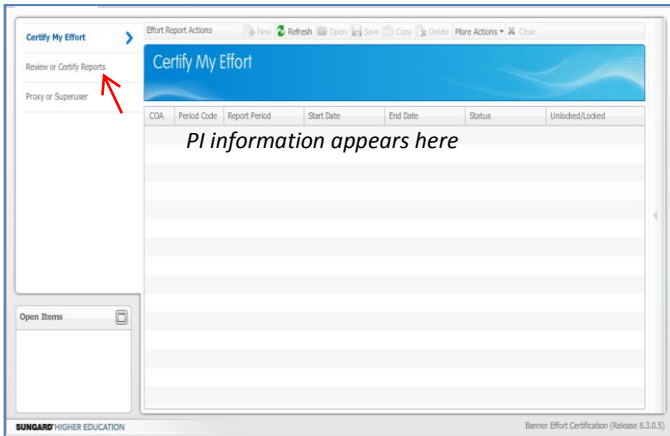 Certify My Effort
Review or Certify Reports
Proxy or Superuser
Effort Report Actions New Refresh Open Save Copy Delete More Actions Close
Certify My Effort
COA Period Code Report Period Start Date End Date Status Unlocked/Locked
PI information appears here
Open Items
SUNGARD HIGHER EDUCATION
Banner Effort Certification (Release 8.3.0.5)